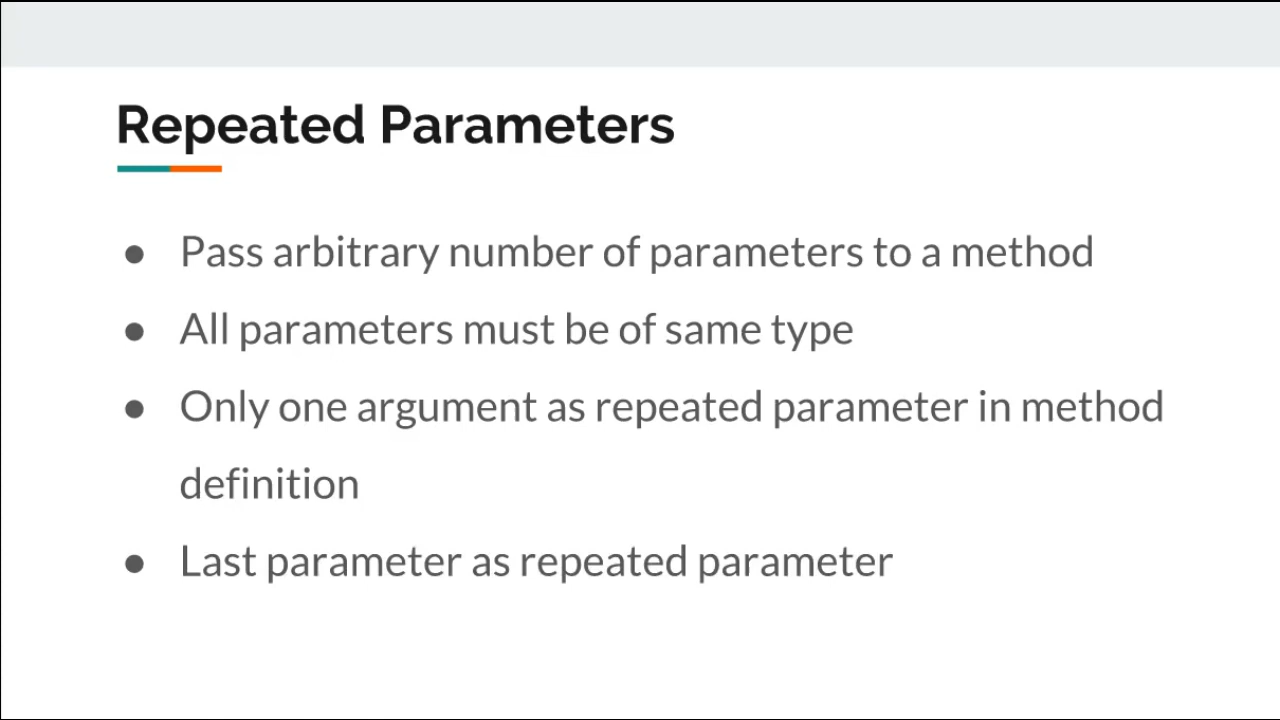 Repeated Parameters
● Pass arbitrary number of parameters to a method
● All parameters must be of same type
● Only one argument as repeated parameter in method
definition
● Last parameter as repeated parameter